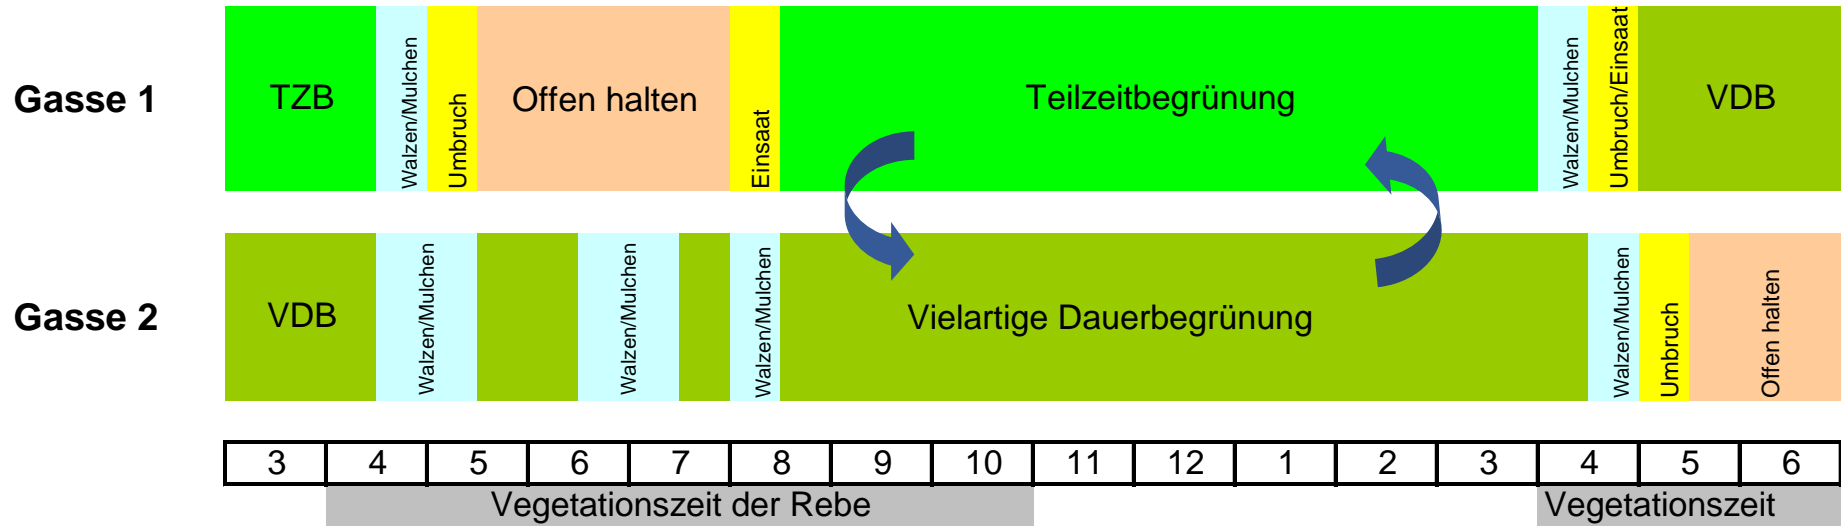 Gasse 1
TZB
Walzen/Mulchen
Umbruch
Offen halten
Einsaat
Teilzeitbegrünung
Walzen/Mulchen
Umbruch/Einsaat
VDB
Gasse 2
VDB
Walzen/Mulchen
Walzen/Mulchen
Walzen/Mulchen
Vielartige Dauerbegrünung
Walzen/Mulchen
Umbruch
Offen halten
3 4 5 6 7 8 9 10 11 12 1 2 3 4 5 6
Vegetationszeit der Rebe Vegetationszeit